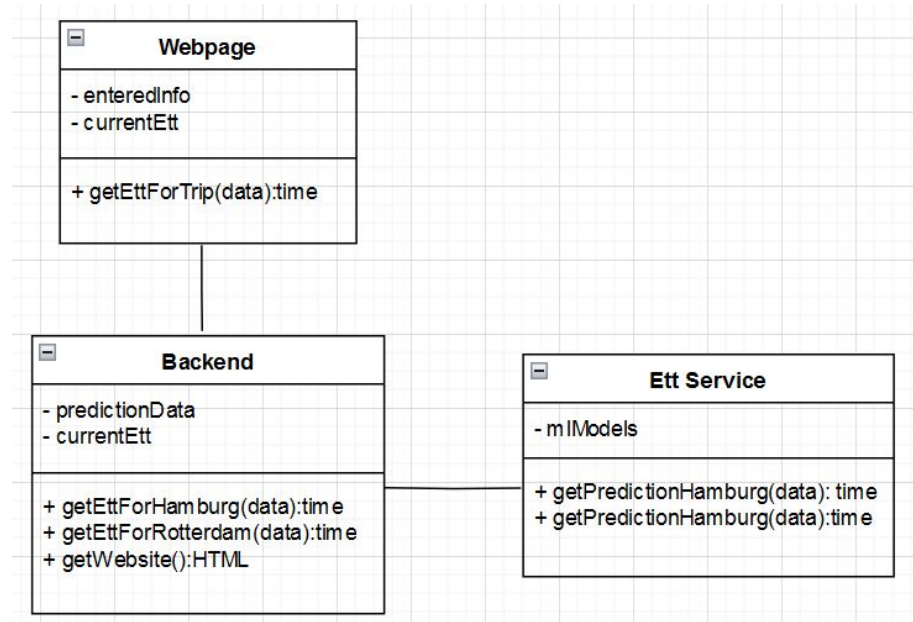 Webpage
- enteredInfo
- currentEtt
+ getEttForTrip(data):time
Backend
- predictionData
- currentEtt
+ getEttForHamburg(data):time
+ getEttForRotterdam(data):time
+ getWebsite():HTML
Ett Service
- mlModels
+ getPredictionHamburg(data): time
+ getPredictionHamburg(data):time